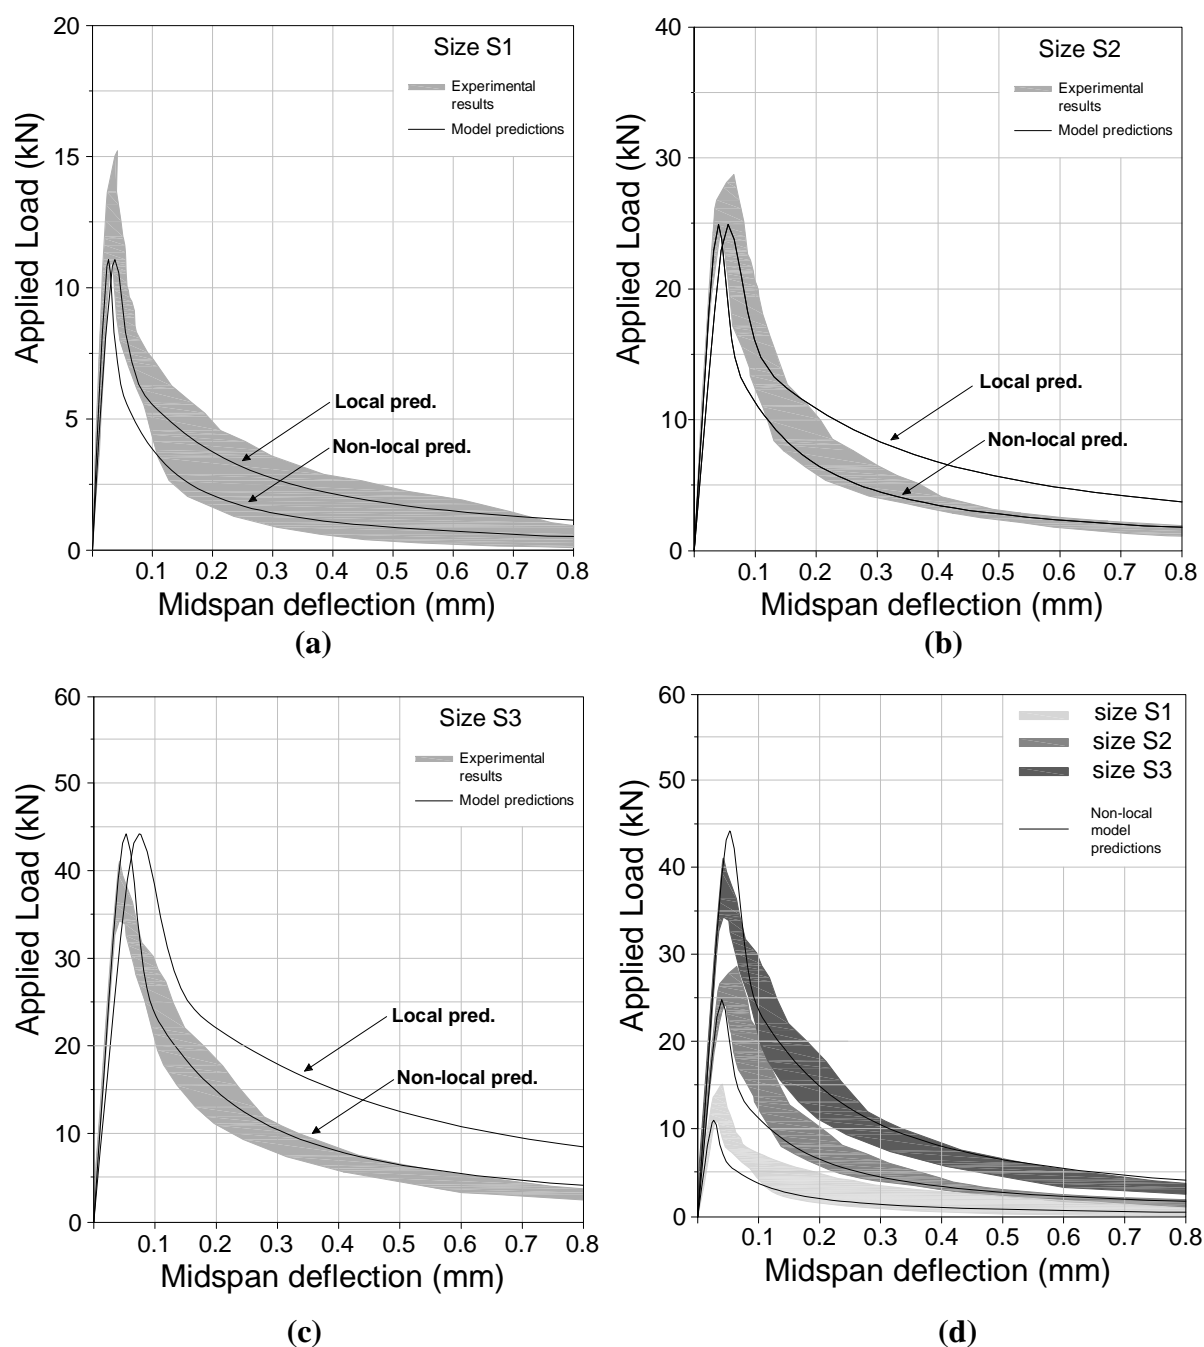 20
Size S1
Experimental
results
Model predictions
15
10
5
0
Applied Load (kN)
Local pred.
Non-local pred.
0.1 0.2 0.3 0.4 0.5 0.6 0.7 0.8
Midspan deflection (mm)
(a)
40
Size S2
Experimental
results
Model predictions
30
20
10
0
Applied Load (kN)
Local pred.
Non-local pred.
0.1 0.2 0.3 0.4 0.5 0.6 0.7 0.8
Midspan deflection (mm)
(b)
60
Size S3
Experimental
results
Model predictions
50
40
30
20
10
0
Applied Load (kN)
Local pred.
Non-local pred.
0.1 0.2 0.3 0.4 0.5 0.6 0.7 0.8
Midspan deflection (mm)
(c)
60
size S1
size S2
size S3
Non-local
model
predictions
50
40
30
20
10
0
Applied Load (kN)
0.1 0.2 0.3 0.4 0.5 0.6 0.7 0.8
Midspan deflection (mm)
(d)